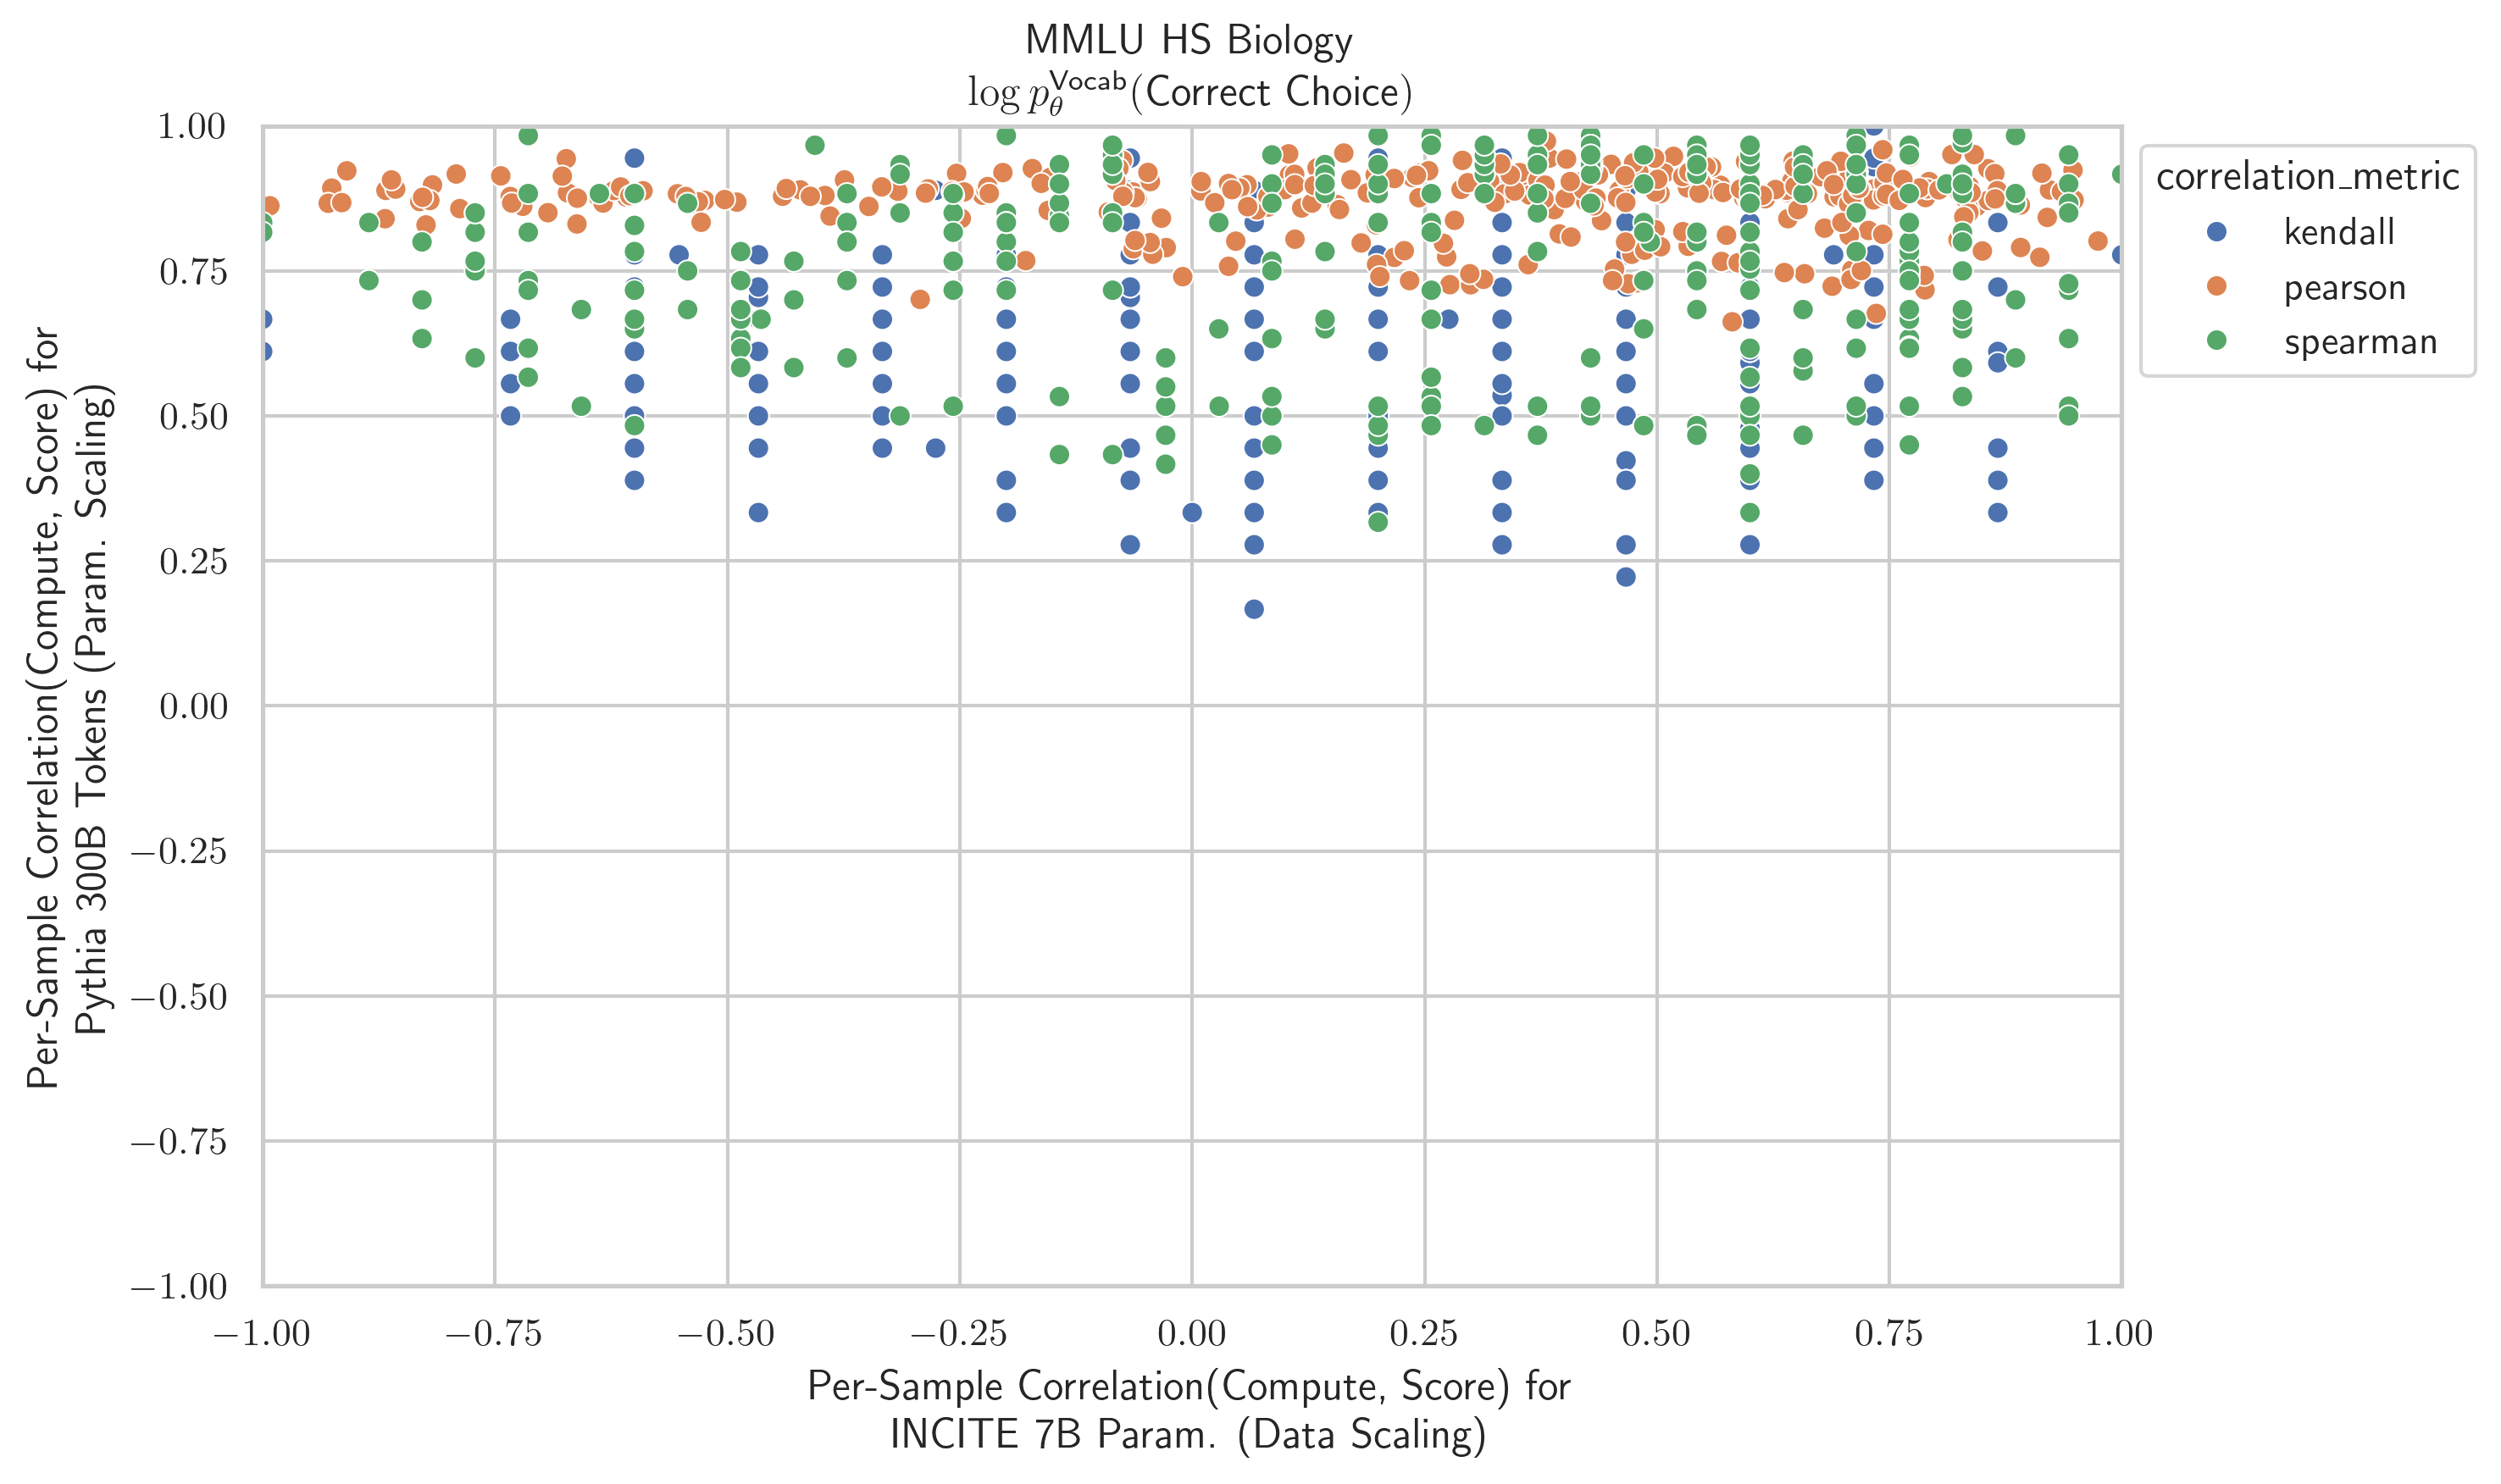 MMLU HS Biology
log p_θ^Vocab(Correct Choice)
Per-Sample Correlation(Compute, Score) for
Pythia 300B Tokens (Param. Scaling)
1.00
0.75
0.50
0.25
0.00
−0.25
−0.50
−0.75
−1.00
−1.00 −0.75 −0.50 −0.25 0.00 0.25 0.50 0.75 1.00
Per-Sample Correlation(Compute, Score) for
INCITE 7B Param. (Data Scaling)
correlation_metric
kendall
pearson
spearman